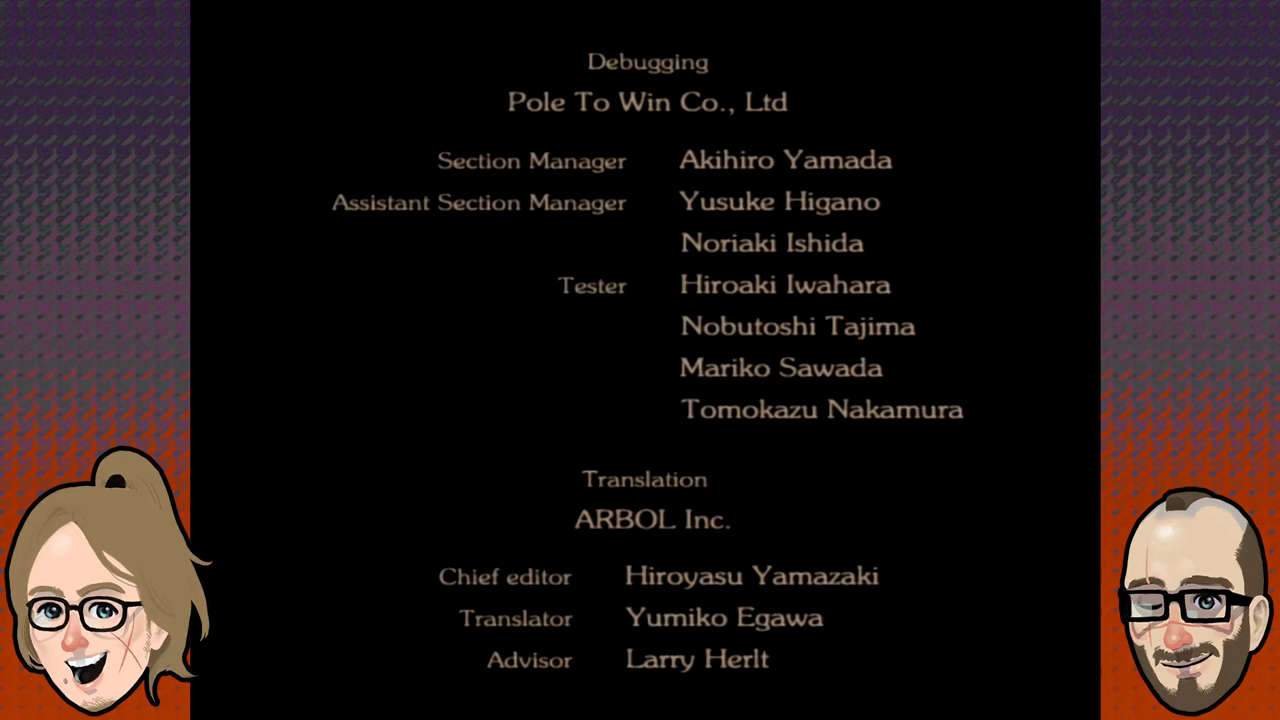 Debugging
Pole To Win Co., Ltd
Section Manager Akihiro Yamada
Assistant Section Manager Yusuke Higano
Noriaki Ishida
Tester Hiroaki Iwahara
Nobutoshi Tajima
Mariko Sawada
Tomokazu Nakamura
Translation
ARBOL Inc.
Chief editor Hiroyasu Yamazaki
Translator Yumiko Egawa
Advisor Larry Herlt